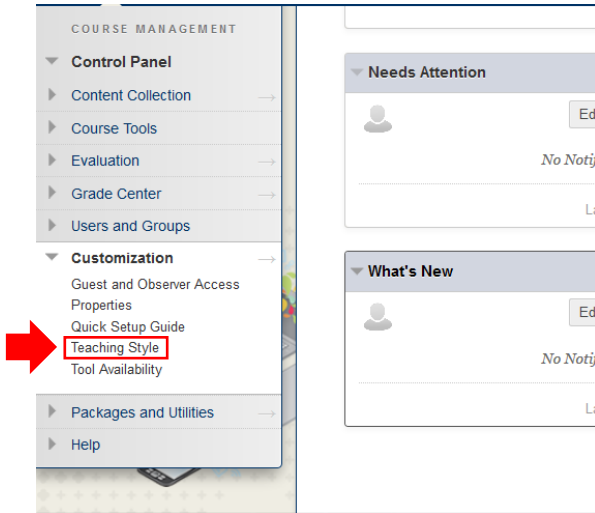 COURSE MANAGEMENT
Control Panel
Content Collection
Course Tools
Evaluation
Grade Center
Users and Groups
Customization
Guest and Observer Access
Properties
Quick Setup Guide
Teaching Style
Tool Availability
Packages and Utilities
Help
Needs Attention
Ed
No Notif
La
What's New
Ed
No Notif
La